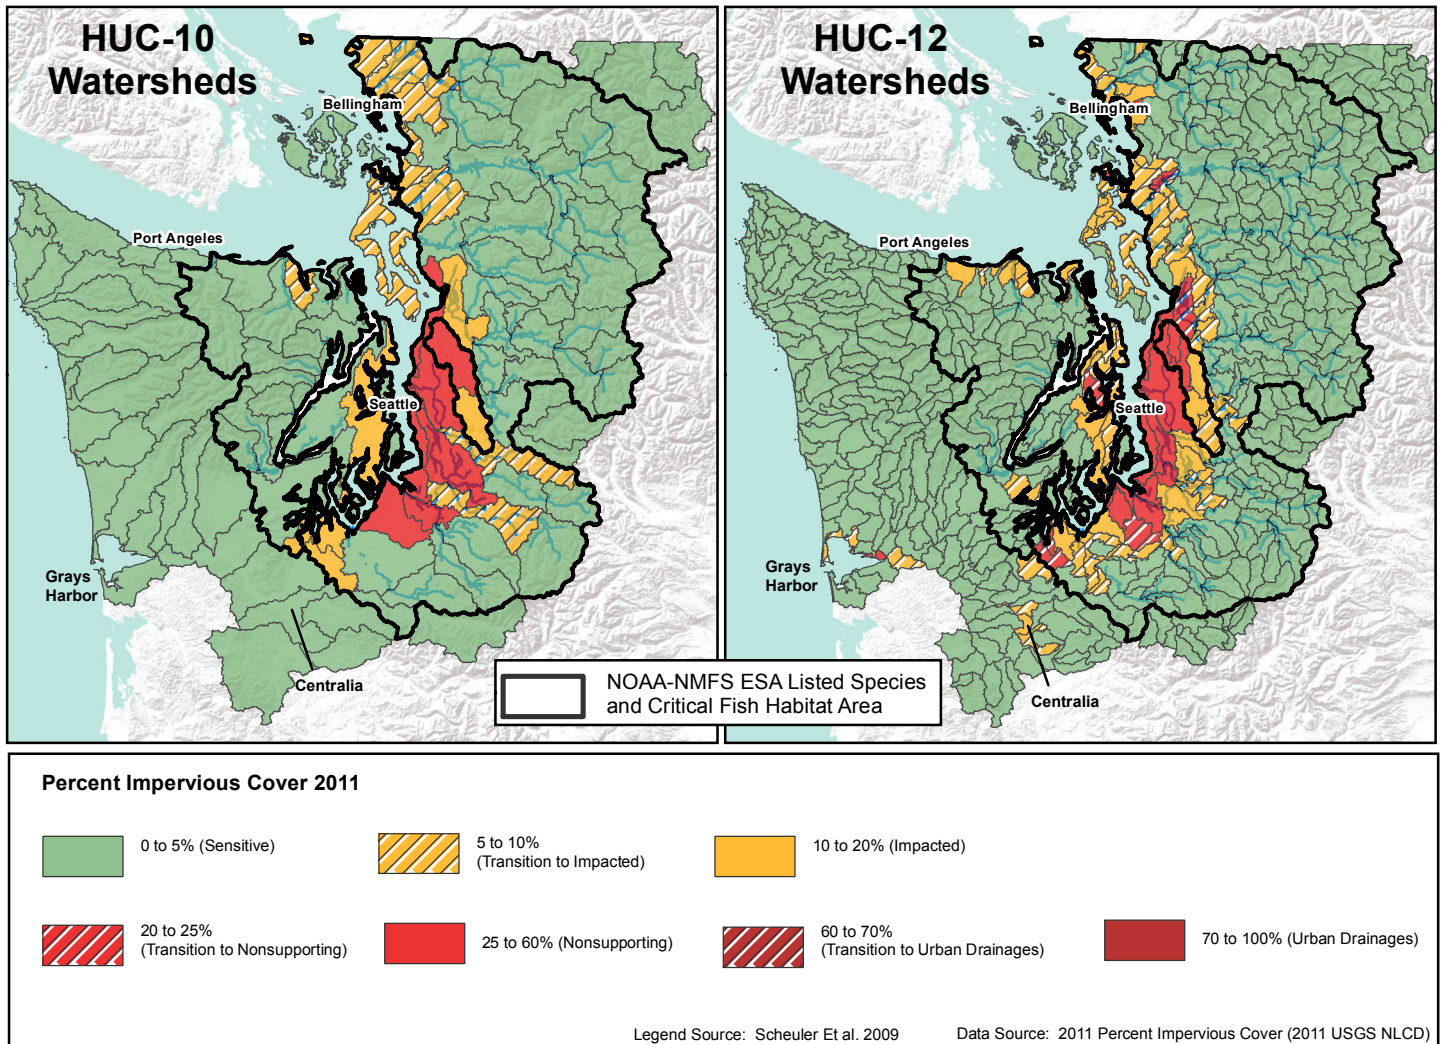 HUC-10
Watersheds
Bellingham
Port Angeles
Seattle
Grays
Harbor
Centralia
HUC-12
Watersheds
Bellingham
Port Angeles
Seattle
Grays
Harbor
Centralia
NOAA-NMFS ESA Listed Species
and Critical Fish Habitat Area
Percent Impervious Cover 2011
0 to 5% (Sensitive)
5 to 10%
(Transition to Impacted)
10 to 20% (Impacted)
20 to 25%
(Transition to Nonsupporting)
25 to 60% (Nonsupporting)
60 to 70%
(Transition to Urban Drainages)
70 to 100% (Urban Drainages)
Legend Source: Scheuler Et al. 2009
Data Source: 2011 Percent Impervious Cover (2011 USGS NLCD)